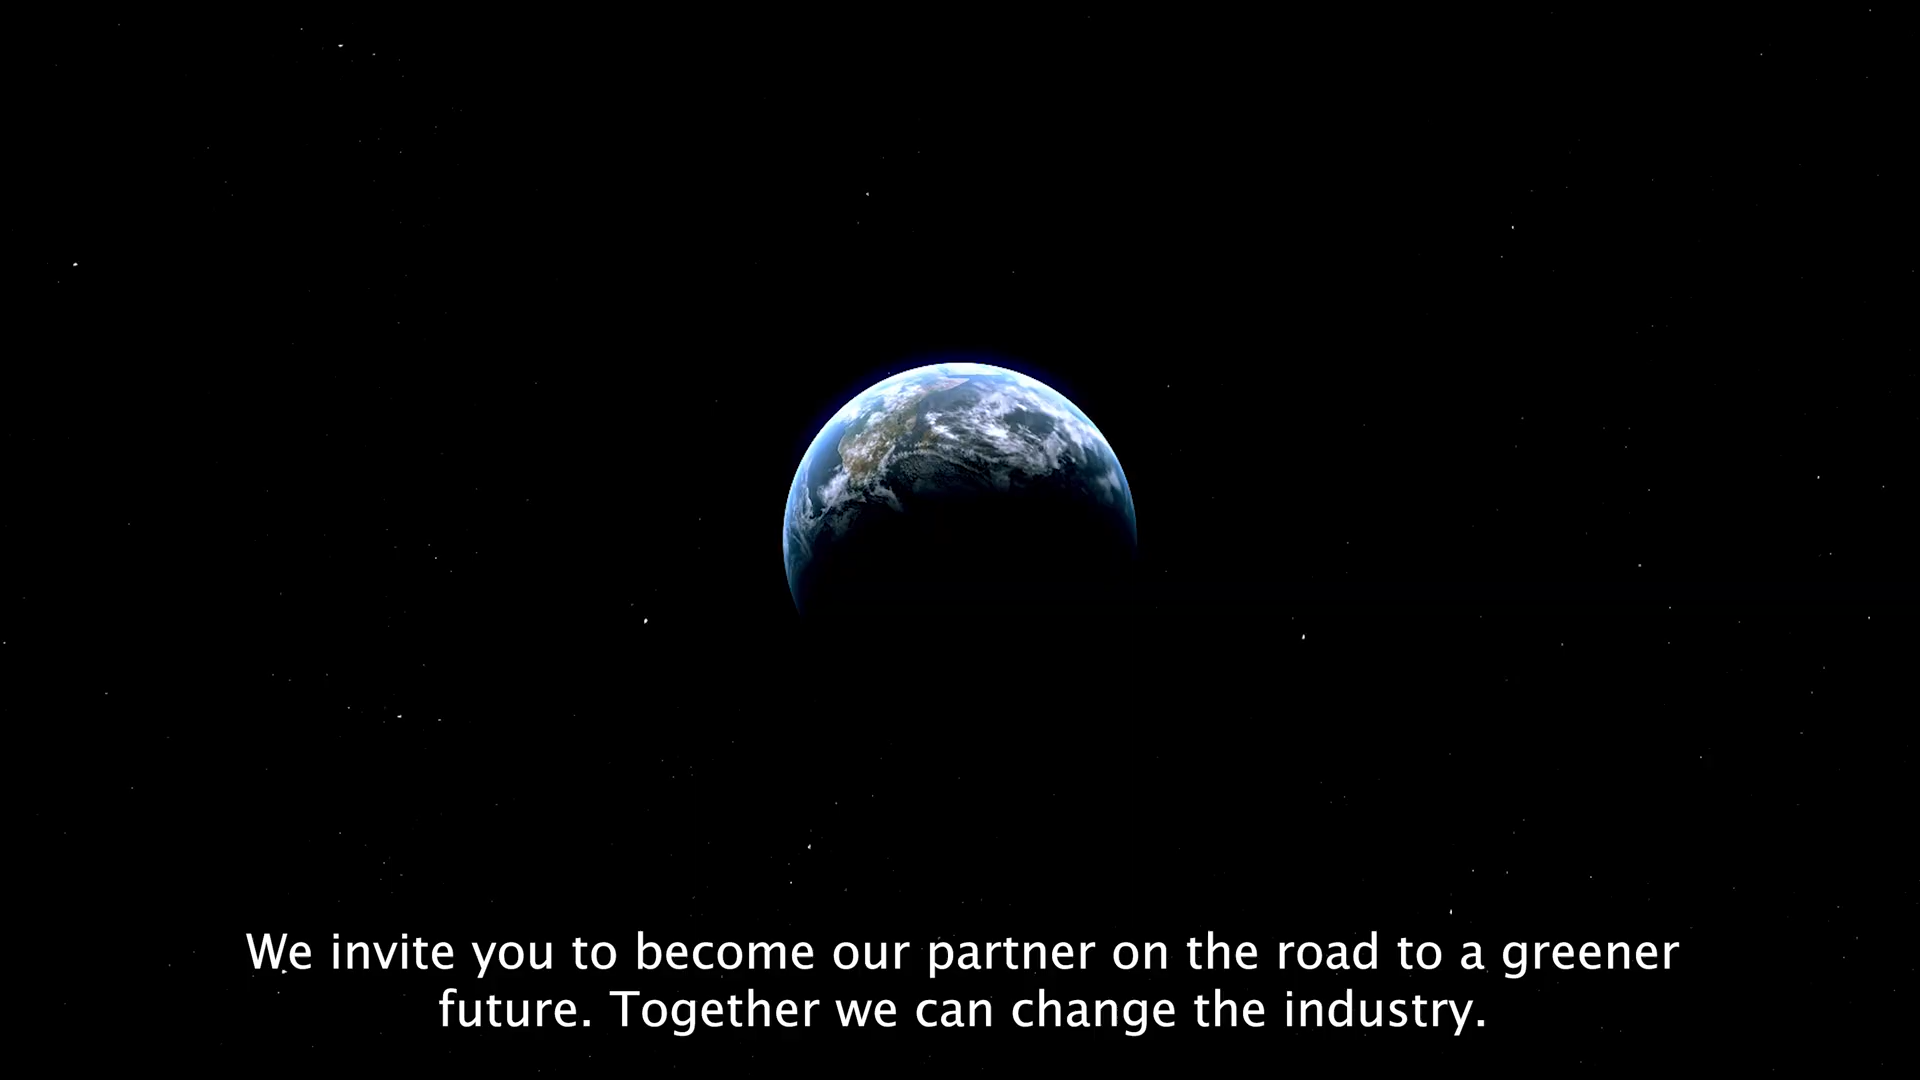 We invite you to become our partner on the road to a greener
future. Together we can change the industry.